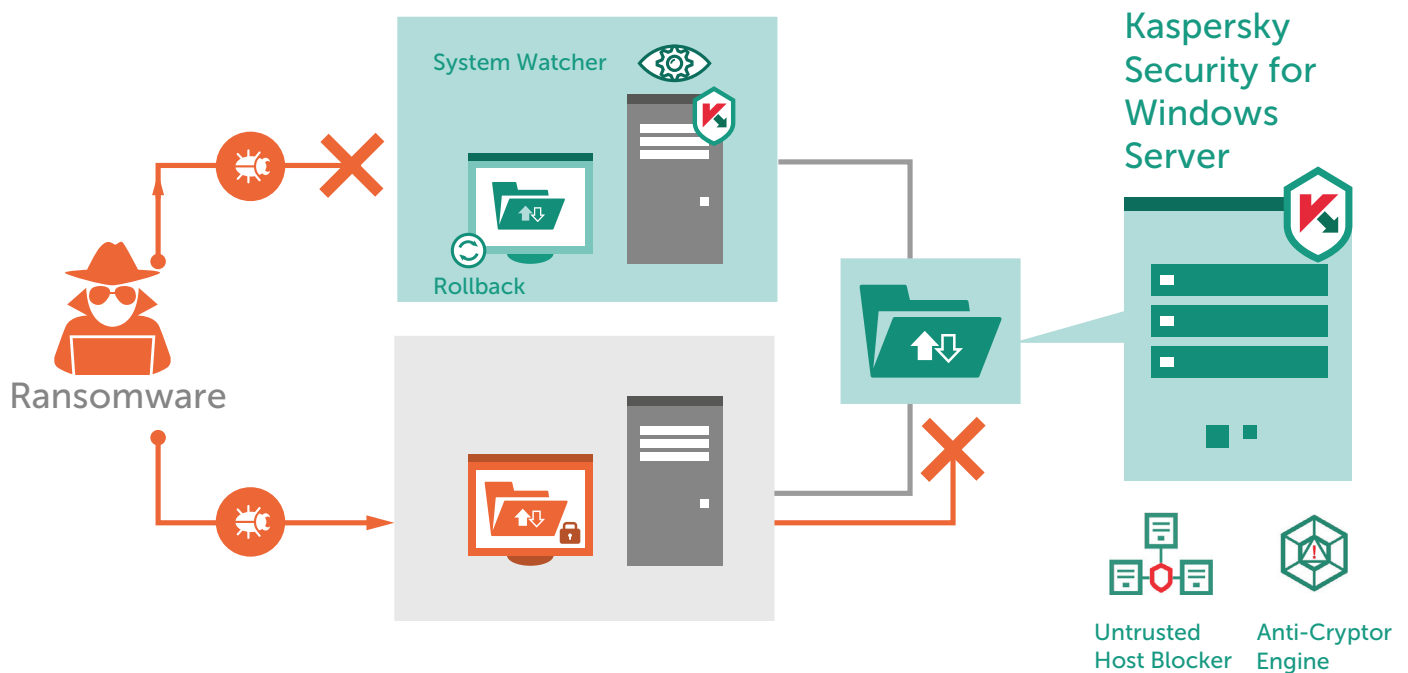 Kaspersky
Security for
Windows
Server
System Watcher
Rollback
Ransomware
Untrusted
Host Blocker
Anti-Cryptor
Engine